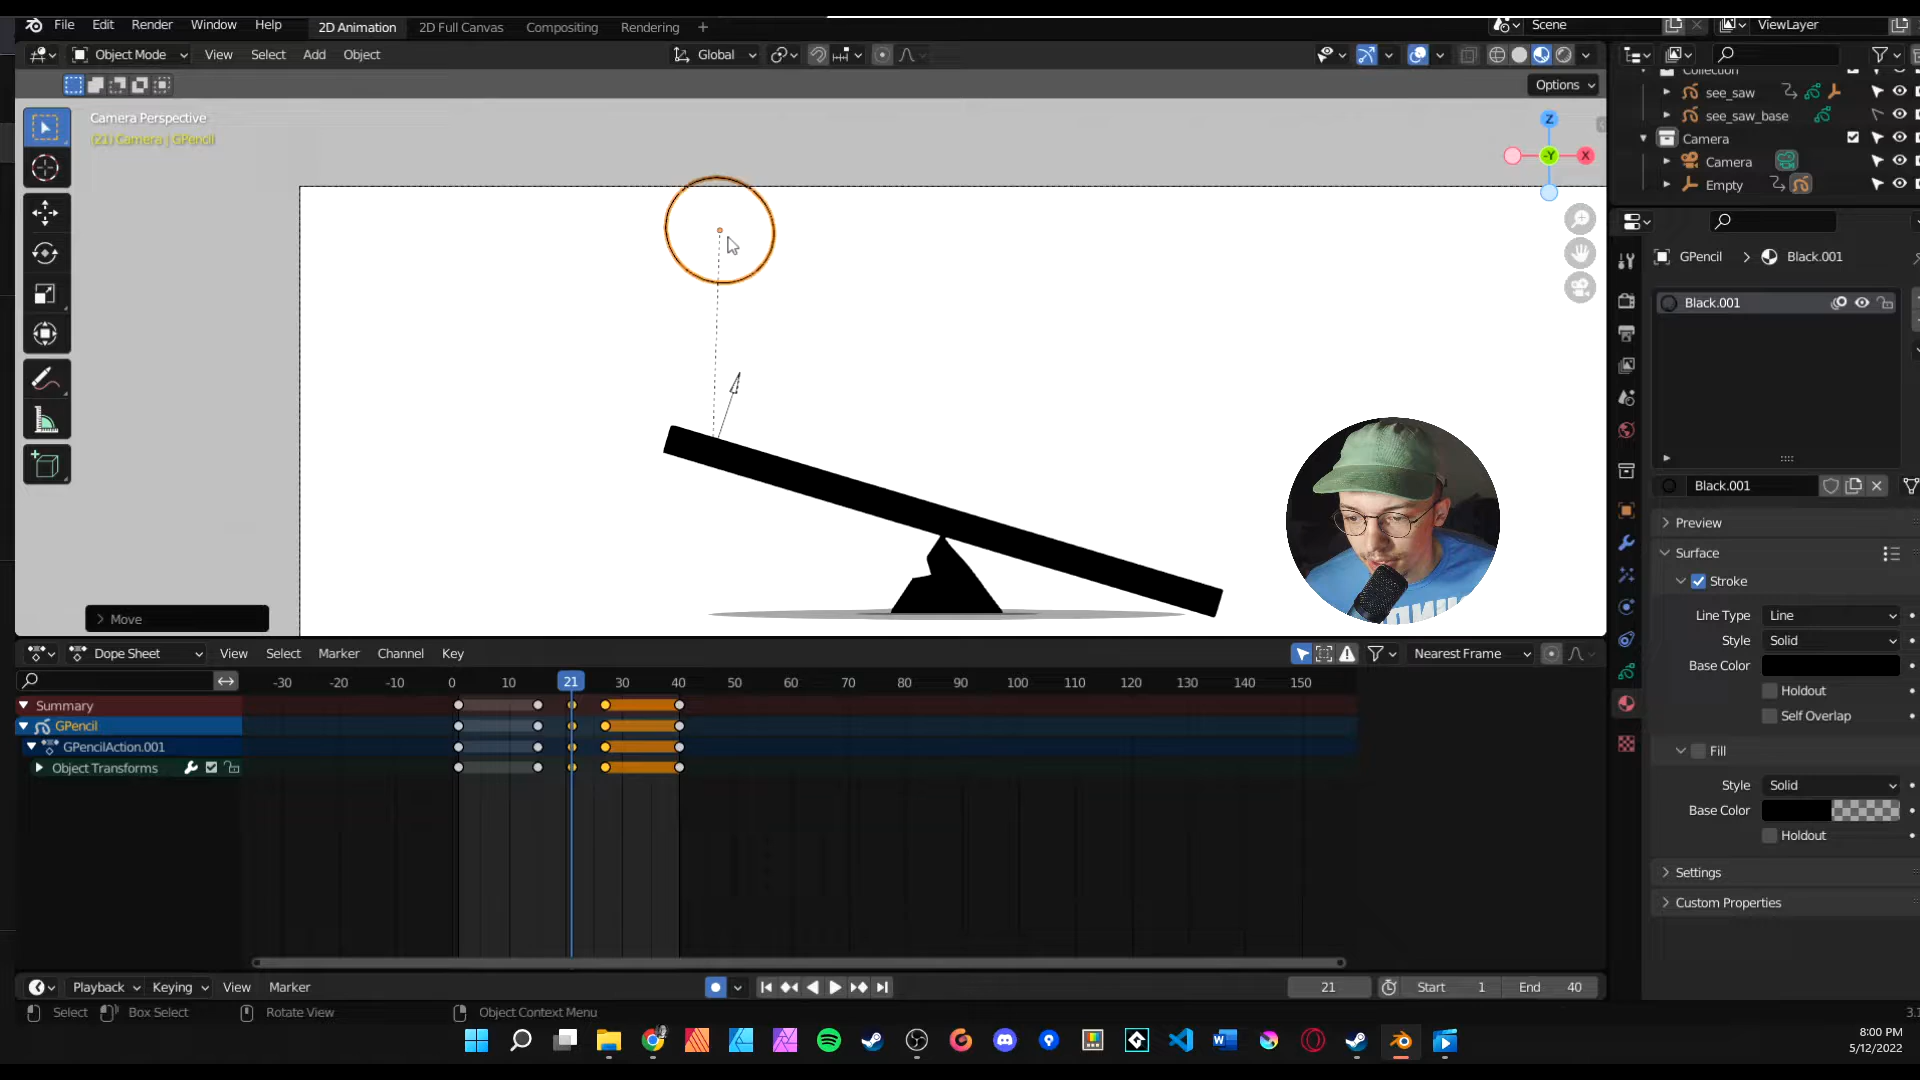 File Edit Render Window Help 2D Animation 2D Full Canvas Compositing Rendering + Scene ViewLayer
Object Mode View Select Add Object Global
Options
Collection
see_saw
see_saw_base
Camera
Camera
Empty
Camera Perspective
(21) Camera | GPencil
Z
-Y
X
GPencil > Black.001
Black.001
Black.001
Preview
Surface
Stroke
Line Type Line
Style Solid
Base Color
Holdout
Self Overlap
Fill
Style Solid
Base Color
Holdout
Settings
Custom Properties
> Move
Dope Sheet View Select Marker Channel Key Nearest Frame
-30 -20 -10 0 10 21 30 40 50 60 70 80 90 100 110 120 130 140 150
Summary
GPencil
GPencilAction.001
Object Transforms
Playback Keying View Marker 21 Start 1 End 40
Select Box Select Rotate View Object Context Menu 3.1
8:00 PM
5/12/2022